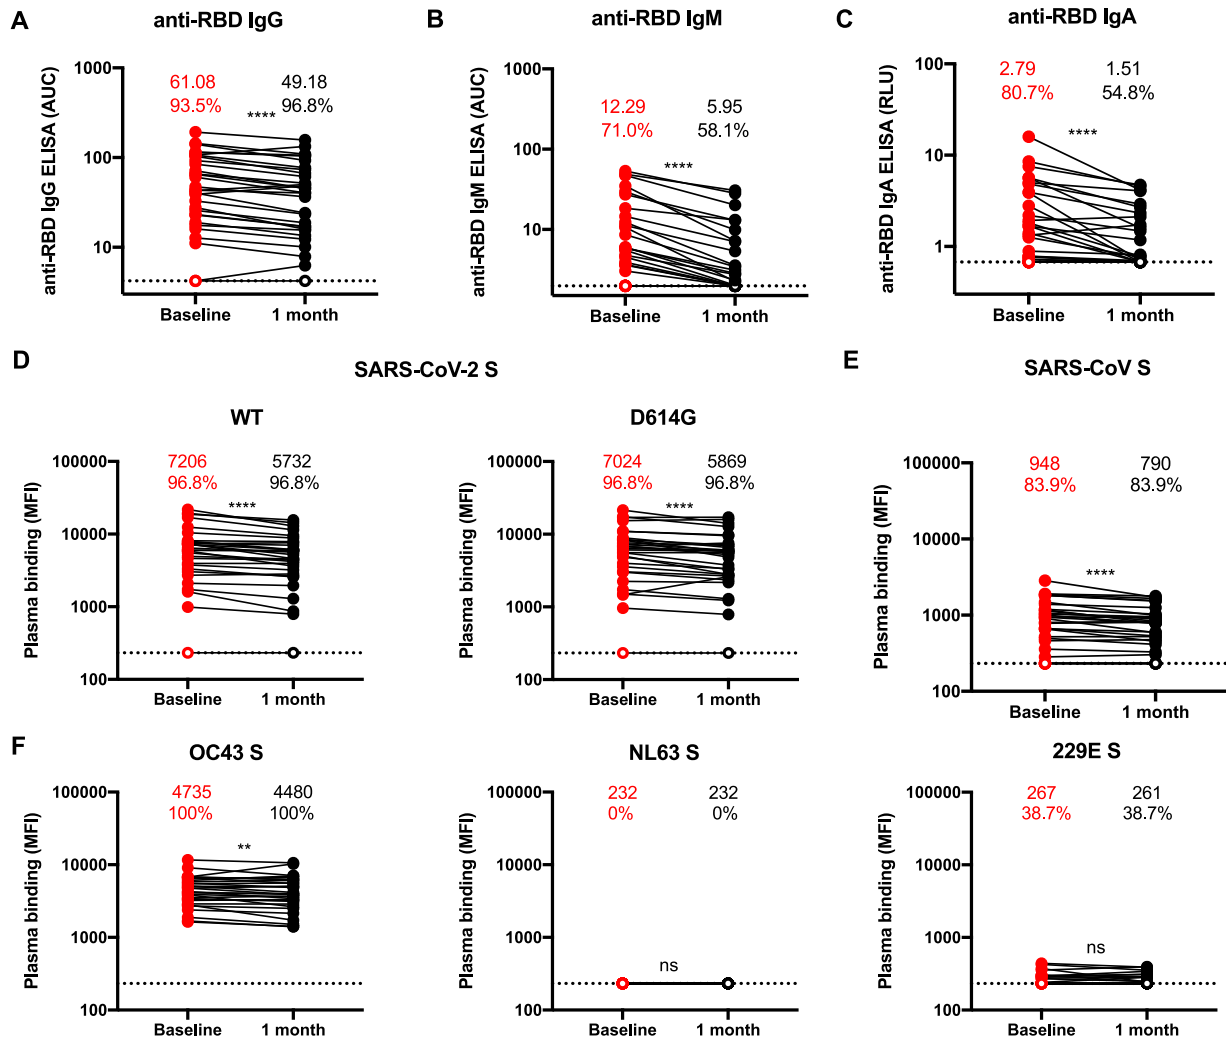 A
anti-RBD IgG
anti-RBD IgG ELISA (AUC)
1000
100
10
61.08
93.5%
49.18
96.8%
****
Baseline
1 month
B
anti-RBD IgM
anti-RBD IgM ELISA (AUC)
1000
100
10
12.29
71.0%
5.95
58.1%
****
Baseline
1 month
C
anti-RBD IgA
anti-RBD IgA ELISA (RLU)
100
10
1
2.79
80.7%
1.51
54.8%
****
Baseline
1 month
D
SARS-CoV-2 S
WT
Plasma binding (MFI)
100000
10000
1000
100
7206
96.8%
5732
96.8%
****
Baseline
1 month
D614G
Plasma binding (MFI)
100000
10000
1000
100
7024
96.8%
5869
96.8%
****
Baseline
1 month
E
SARS-CoV S
Plasma binding (MFI)
100000
10000
1000
100
948
83.9%
790
83.9%
****
Baseline
1 month
F
OC43 S
Plasma binding (MFI)
100000
10000
1000
100
4735
100%
4480
100%
**
Baseline
1 month
NL63 S
Plasma binding (MFI)
100000
10000
1000
100
232
0%
232
0%
ns
Baseline
1 month
229E S
Plasma binding (MFI)
100000
10000
1000
100
267
38.7%
261
38.7%
ns
Baseline
1 month